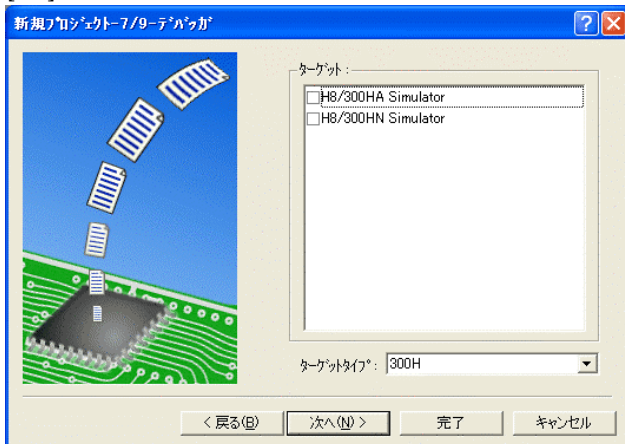 新規ﾌﾟﾛｼﾞｪｸﾄ-7/9-ﾃﾞﾊﾞｯｶﾞ
ﾀｰｹﾞｯﾄ :
H8/300HA Simulator
H8/300HN Simulator
ﾀｰｹﾞｯﾄﾀｲﾌﾟ : 300H
< 戻る(B) 次へ(N) > 完了 キャンセル